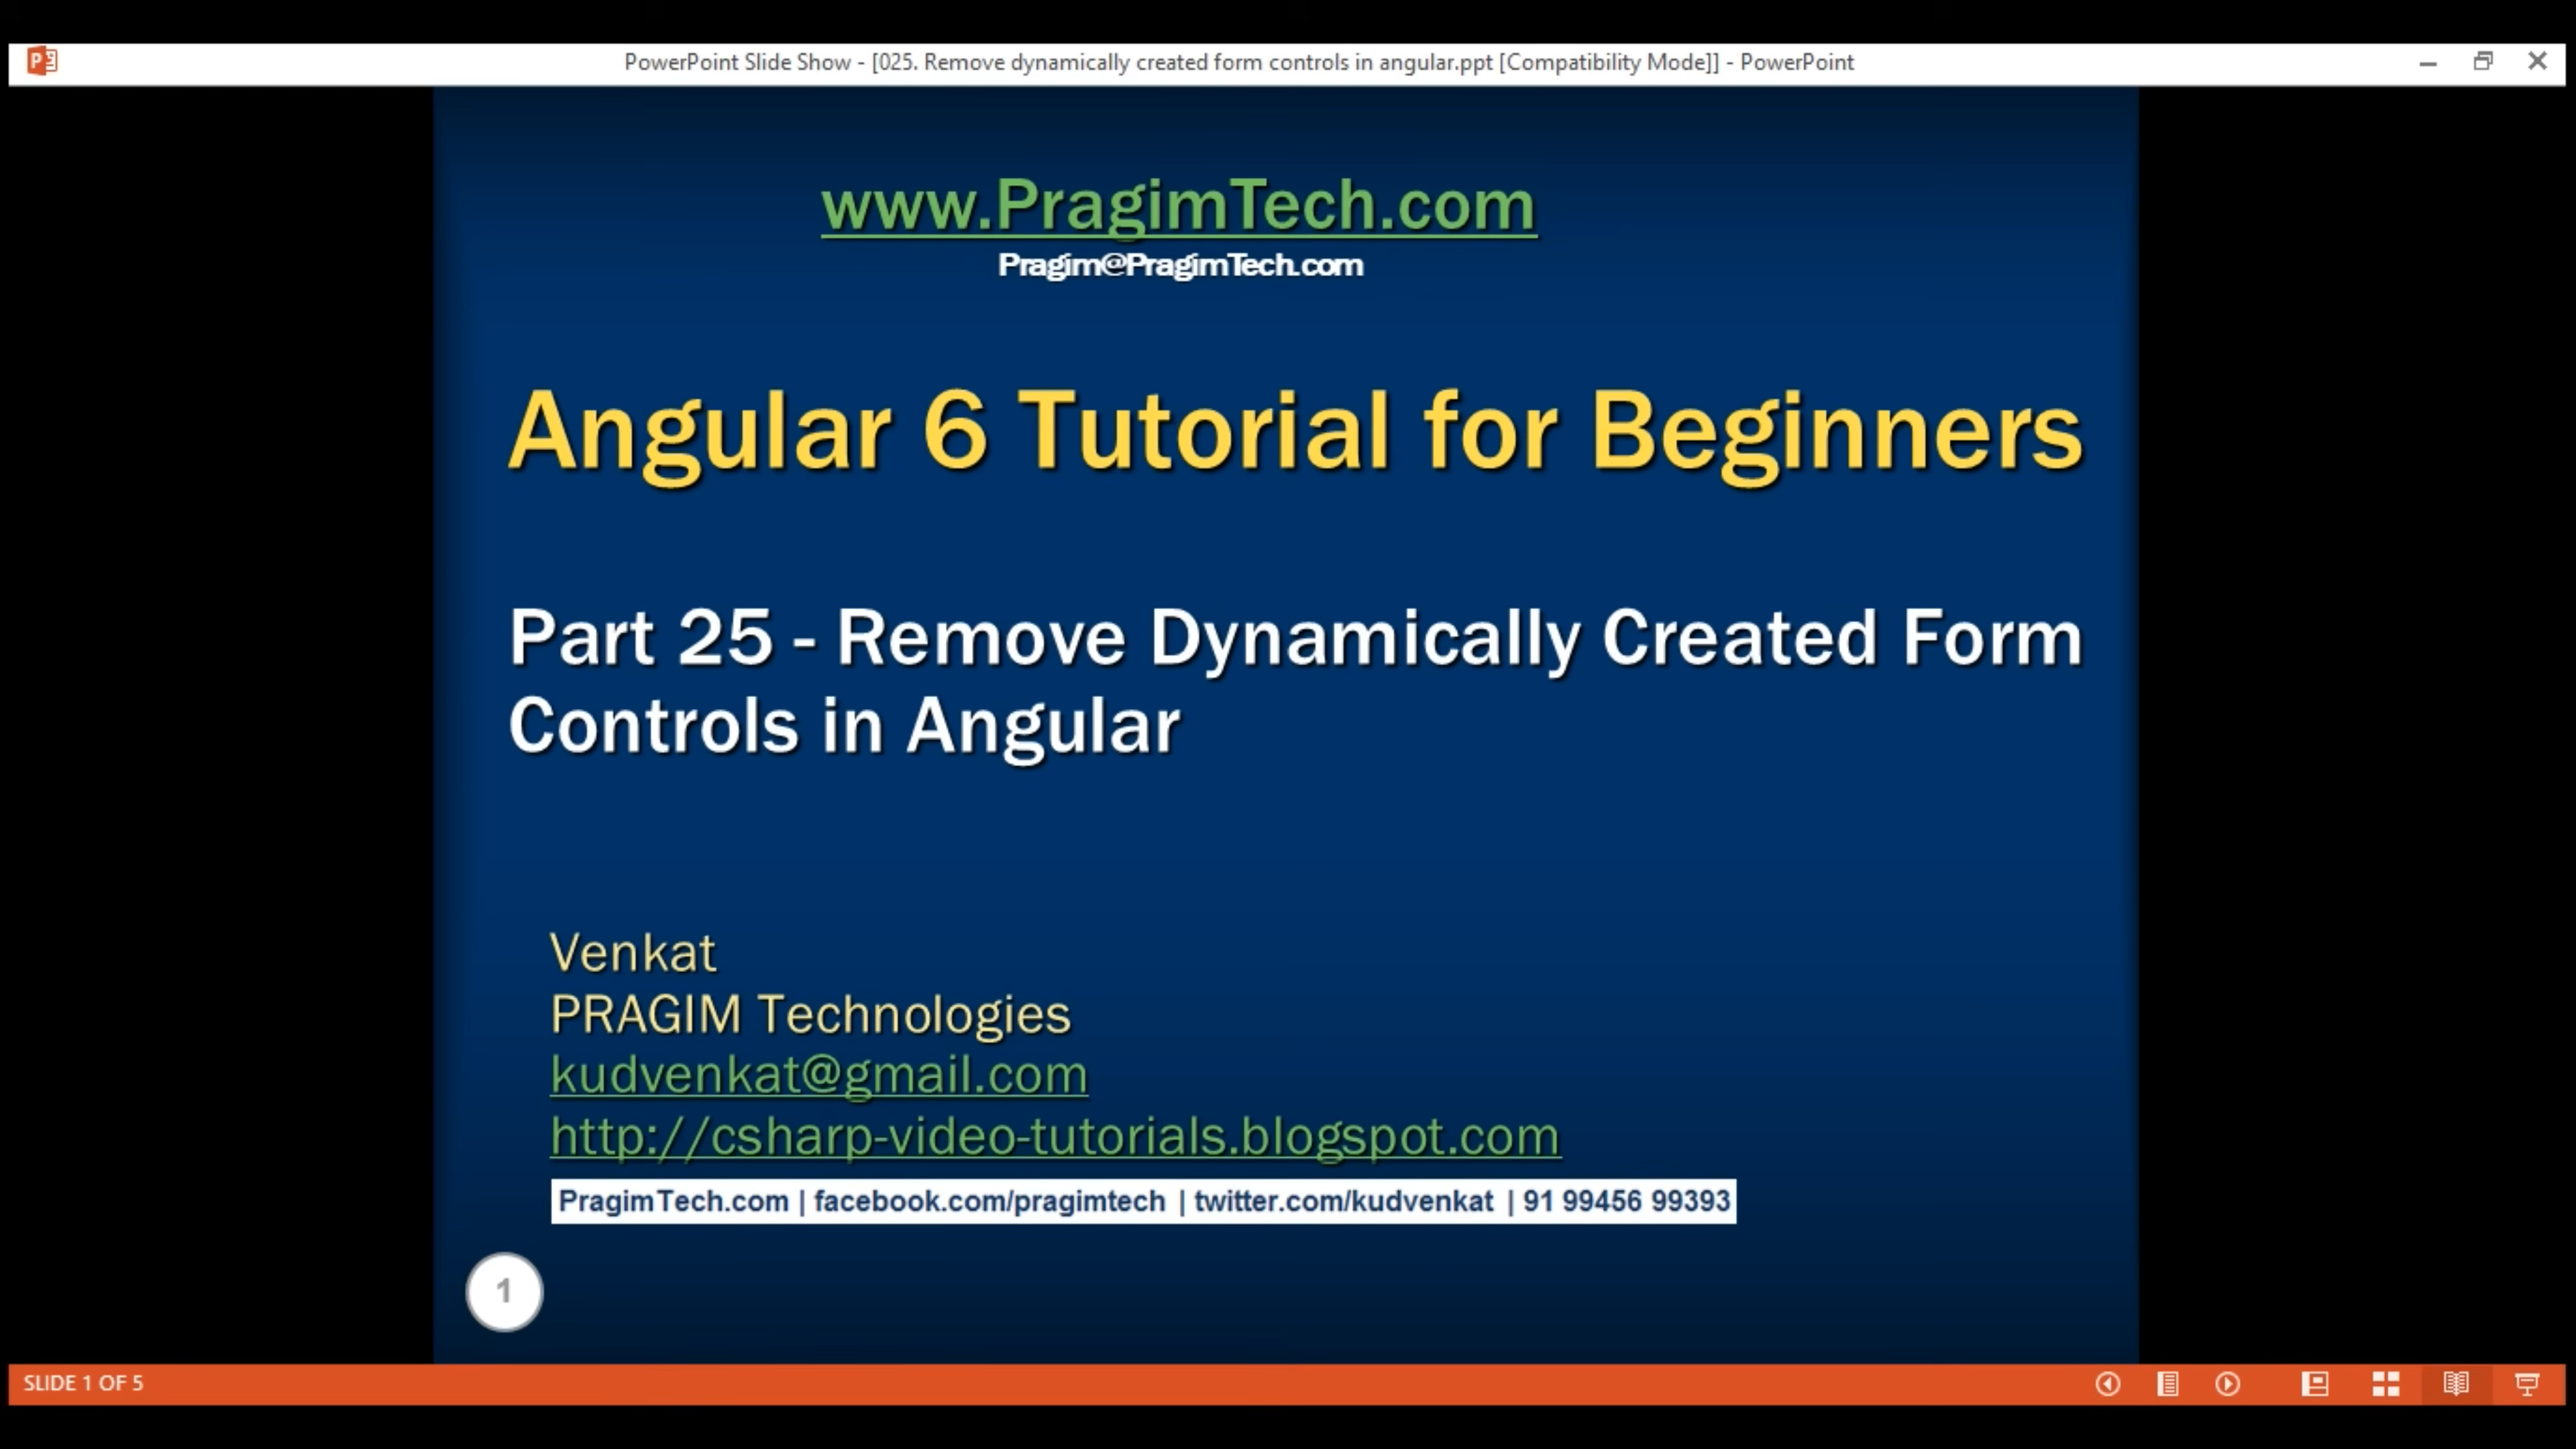 PowerPoint Slide Show - [025. Remove dynamically created form controls in angular.ppt [Compatibility Mode]] - PowerPoint
www.PragimTech.com
Pragim@PragimTech.com
Angular 6 Tutorial for Beginners
Part 25 - Remove Dynamically Created Form
Controls in Angular
Venkat
PRAGIM Technologies
kudvenkat@gmail.com
http://csharp-video-tutorials.blogspot.com
PragimTech.com | facebook.com/pragimtech | twitter.com/kudvenkat | 91 99456 99393
1
SLIDE 1 OF 5